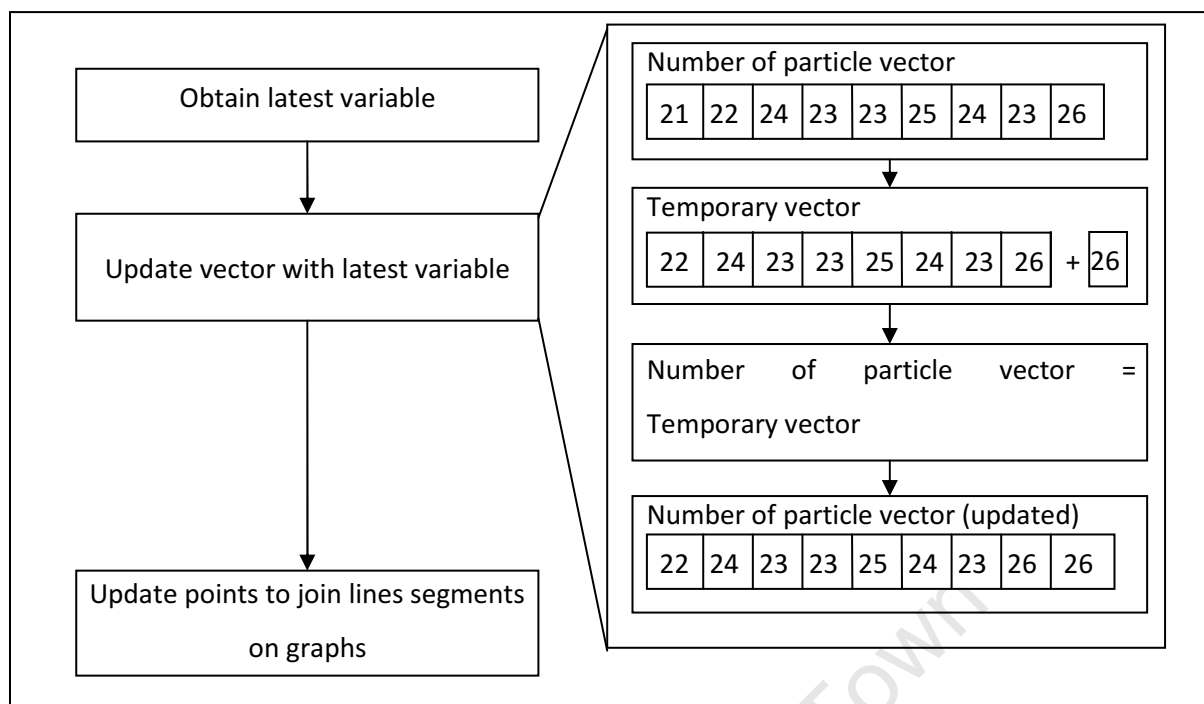 Obtain latest variable
Update vector with latest variable
Update points to join lines segments
on graphs
Number of particle vector
21 22 24 23 23 25 24 23 26
Temporary vector
22 24 23 23 25 24 23 26 + 26
Number of particle vector =
Temporary vector
Number of particle vector (updated)
22 24 23 23 25 24 23 26 26
Town